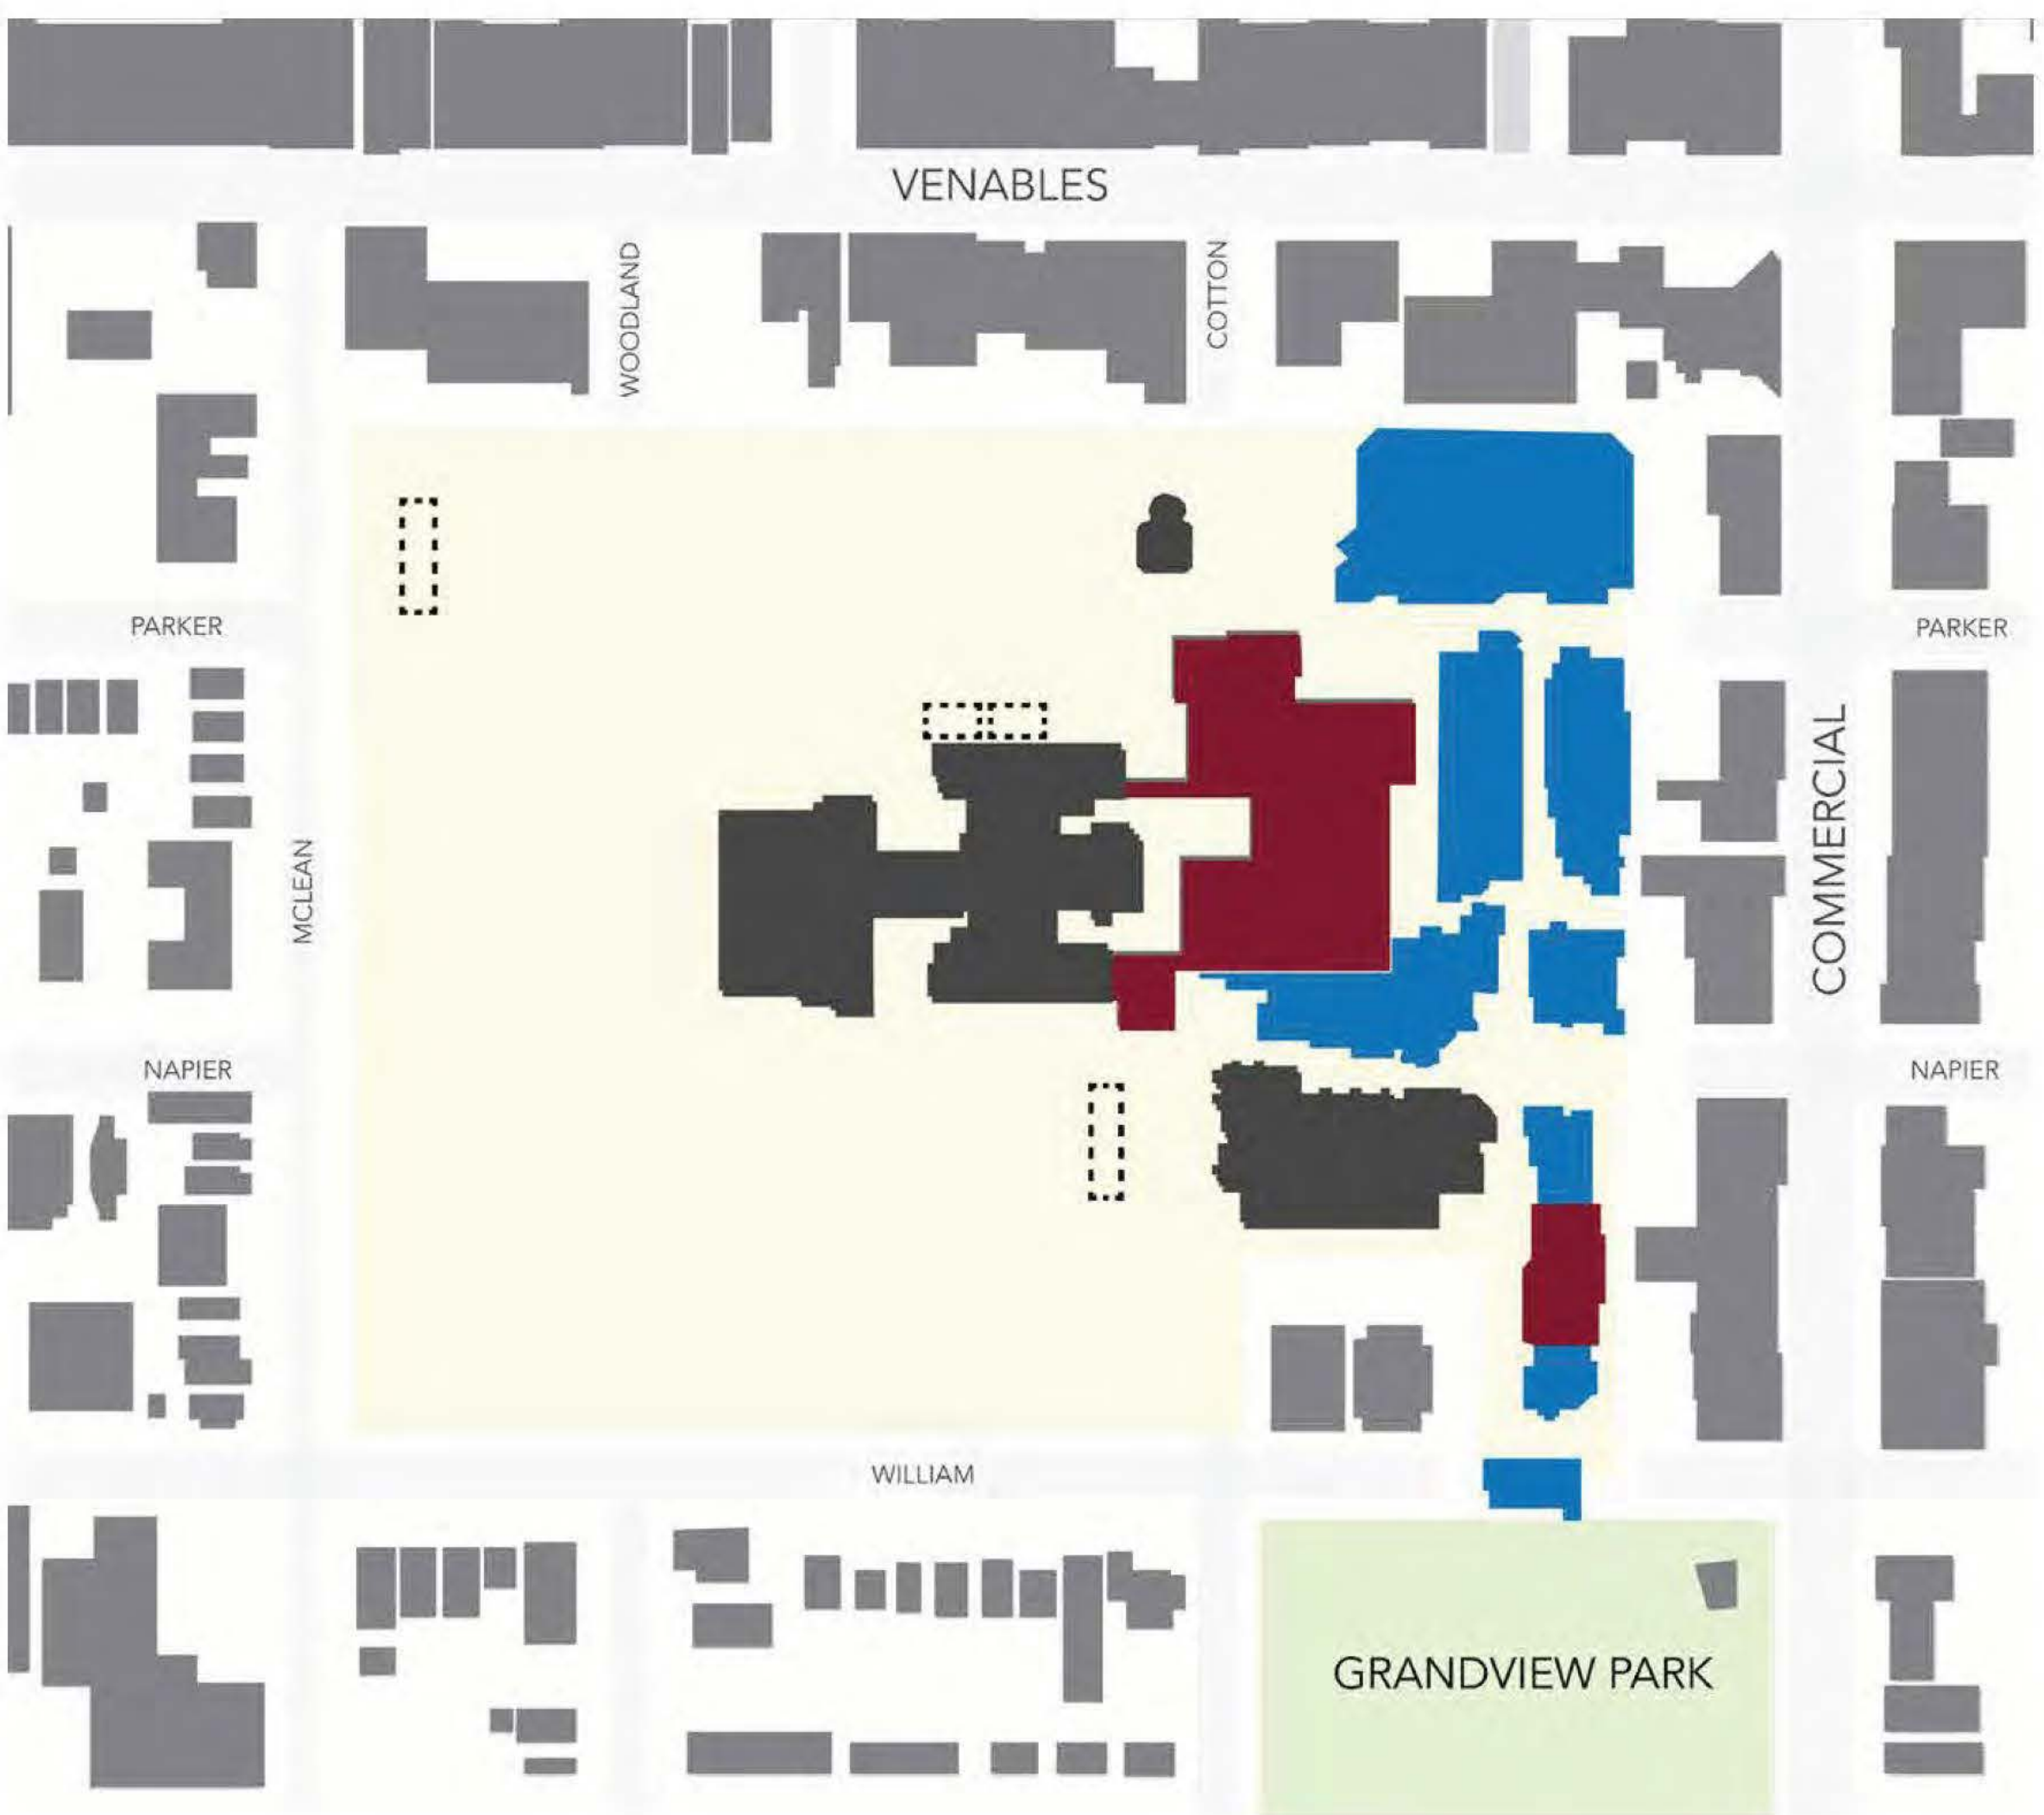 VENABLES
WOODLAND
COTTON
PARKER
PARKER
MCLEAN
COMMERCIAL
NAPIER
NAPIER
WILLIAM
GRANDVIEW PARK